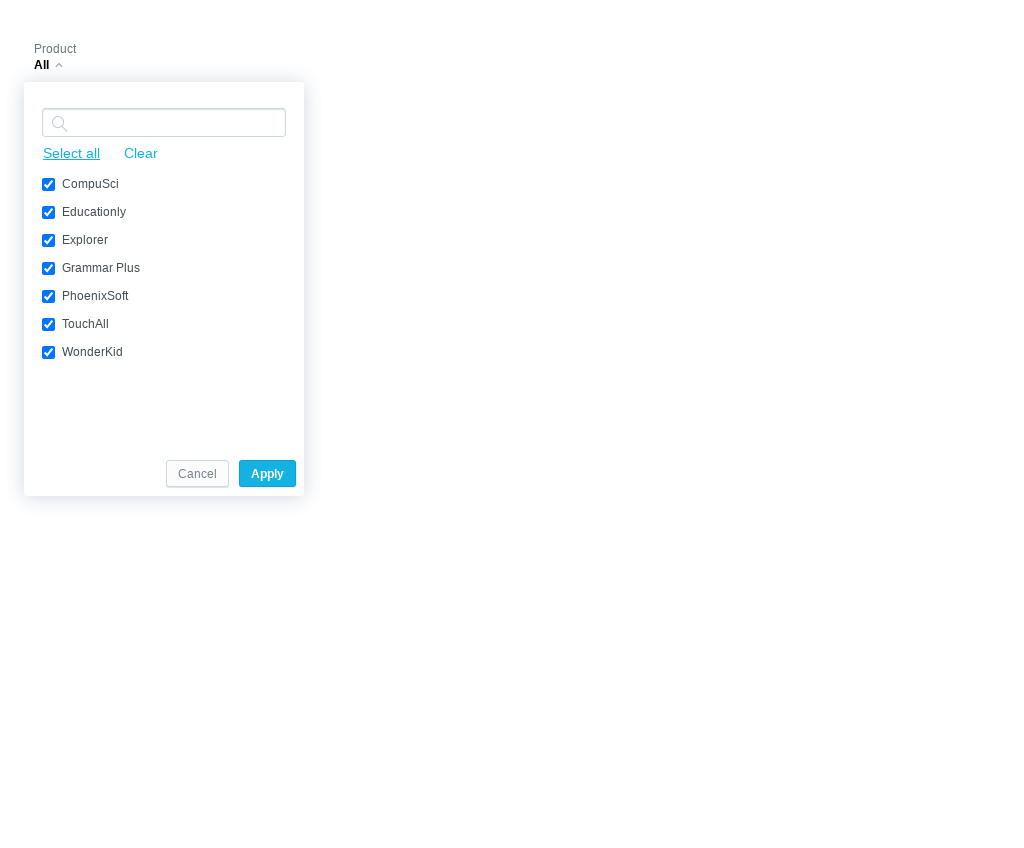 Product
All
Select all Clear
CompuSci
Educationly
Explorer
Grammar Plus
PhoenixSoft
TouchAll
WonderKid
Cancel Apply